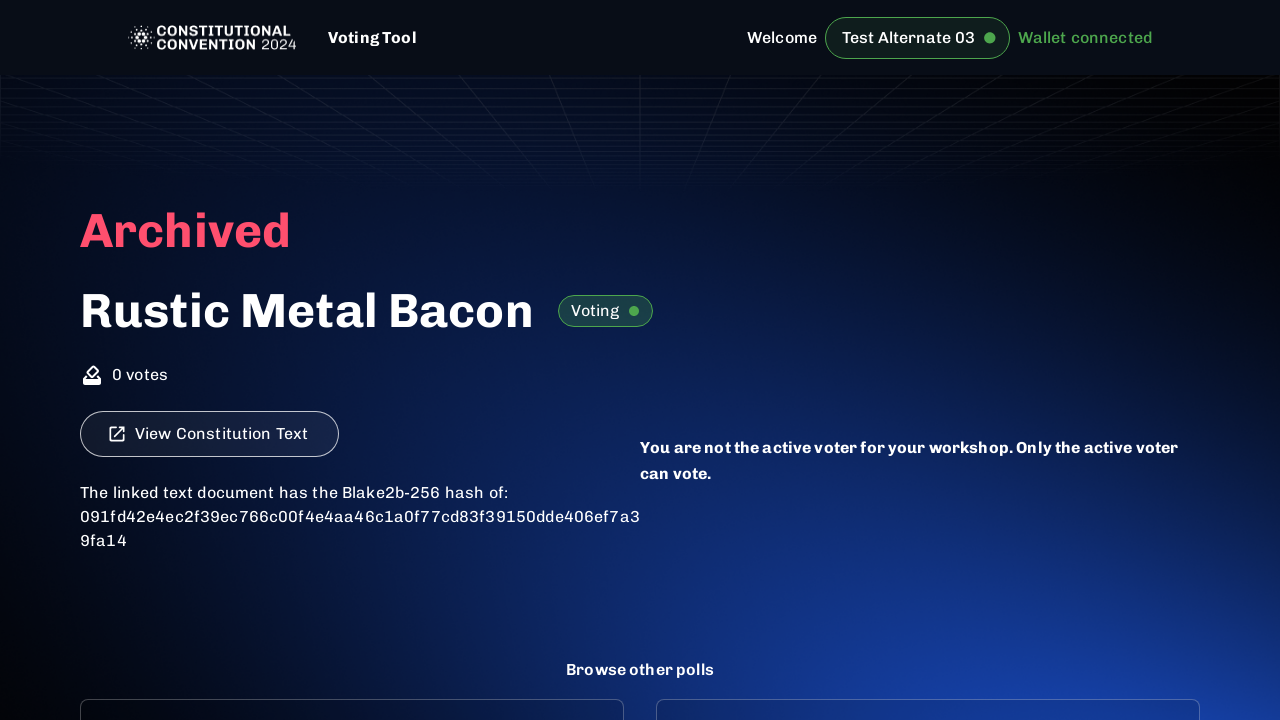 CONSTITUTIONAL
CONVENTION 2024
Voting Tool
Welcome
Test Alternate 03
Wallet connected
Archived
Rustic Metal Bacon
Voting
0 votes
View Constitution Text
You are not the active voter for your workshop. Only the active voter
can vote.
The linked text document has the Blake2b-256 hash of:
091fd42e4ec2f39ec766c00f4e4aa46c1a0f77cd83f39150dde406ef7a3
9fa14
Browse other polls